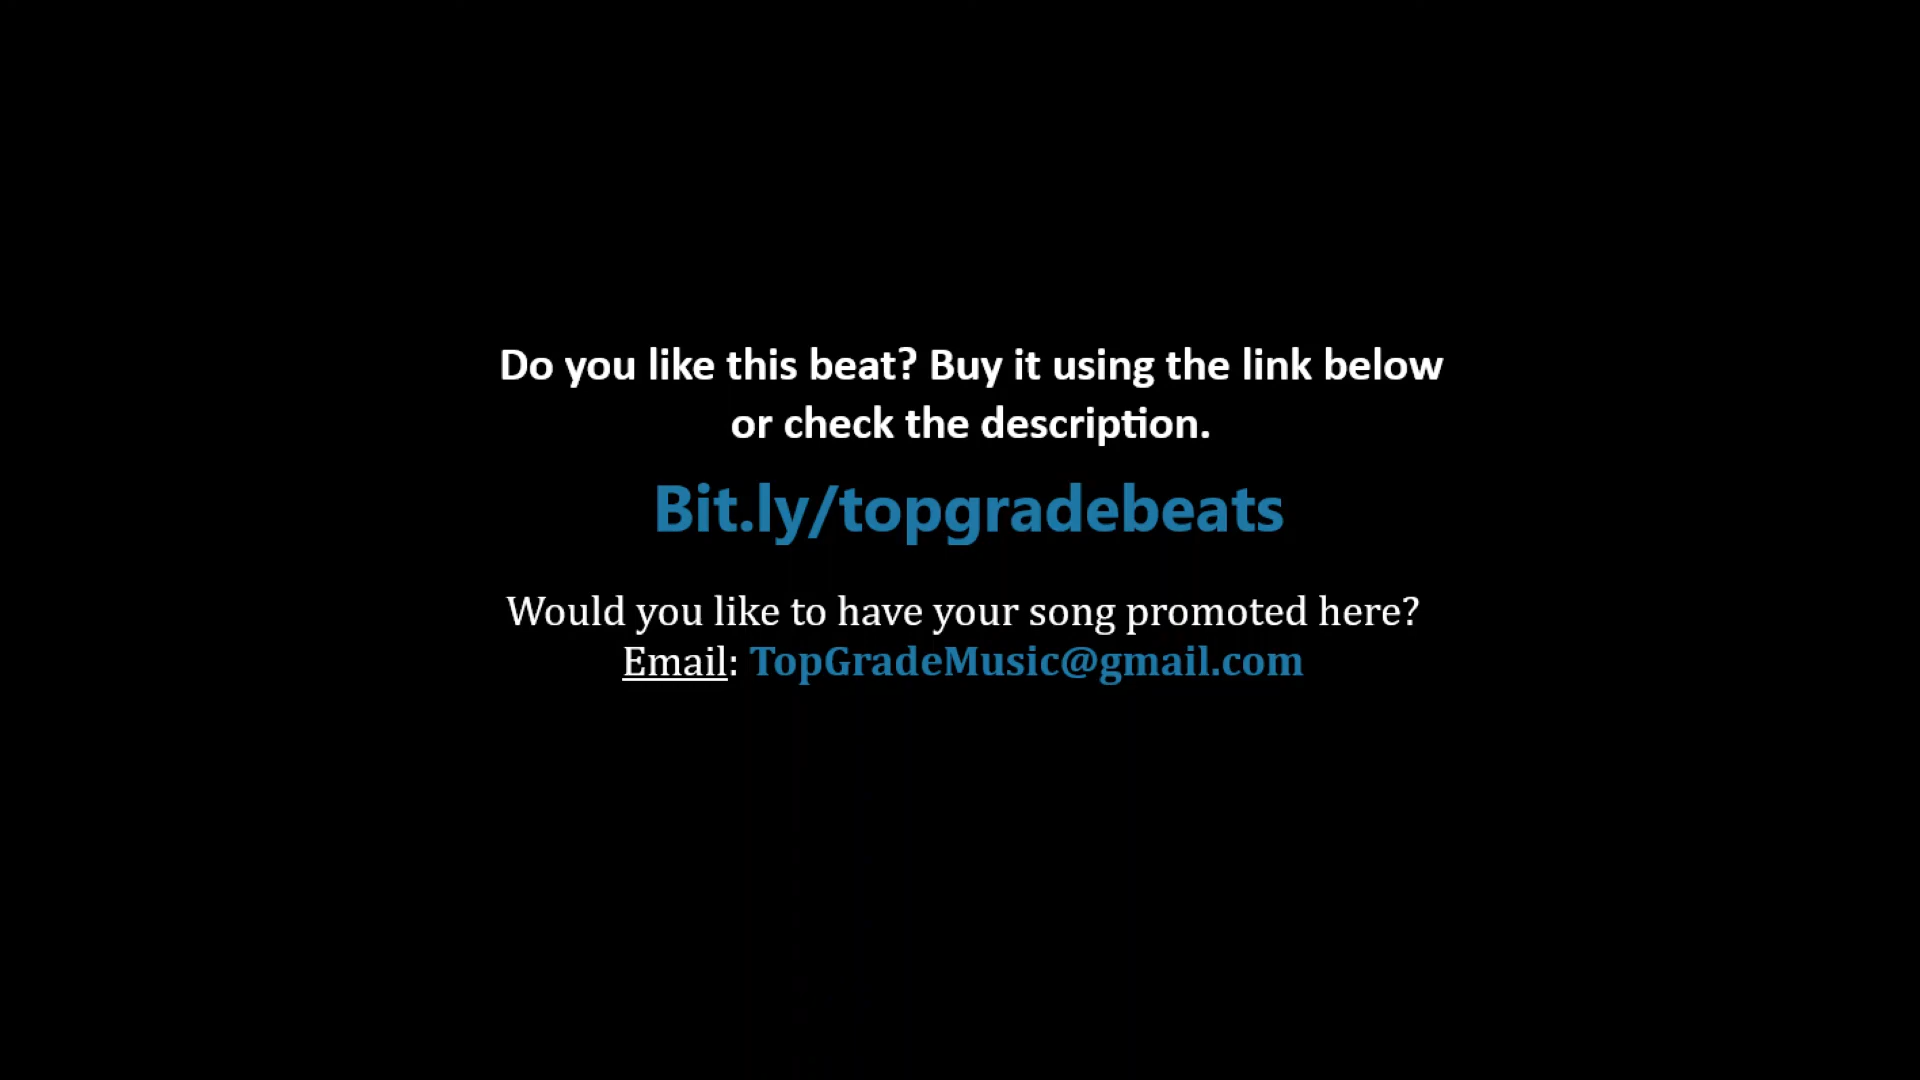 Do you like this beat? Buy it using the link below
or check the description.
Bit.ly/topgradebeats
Would you like to have your song promoted here?
Email: TopGradeMusic@gmail.com